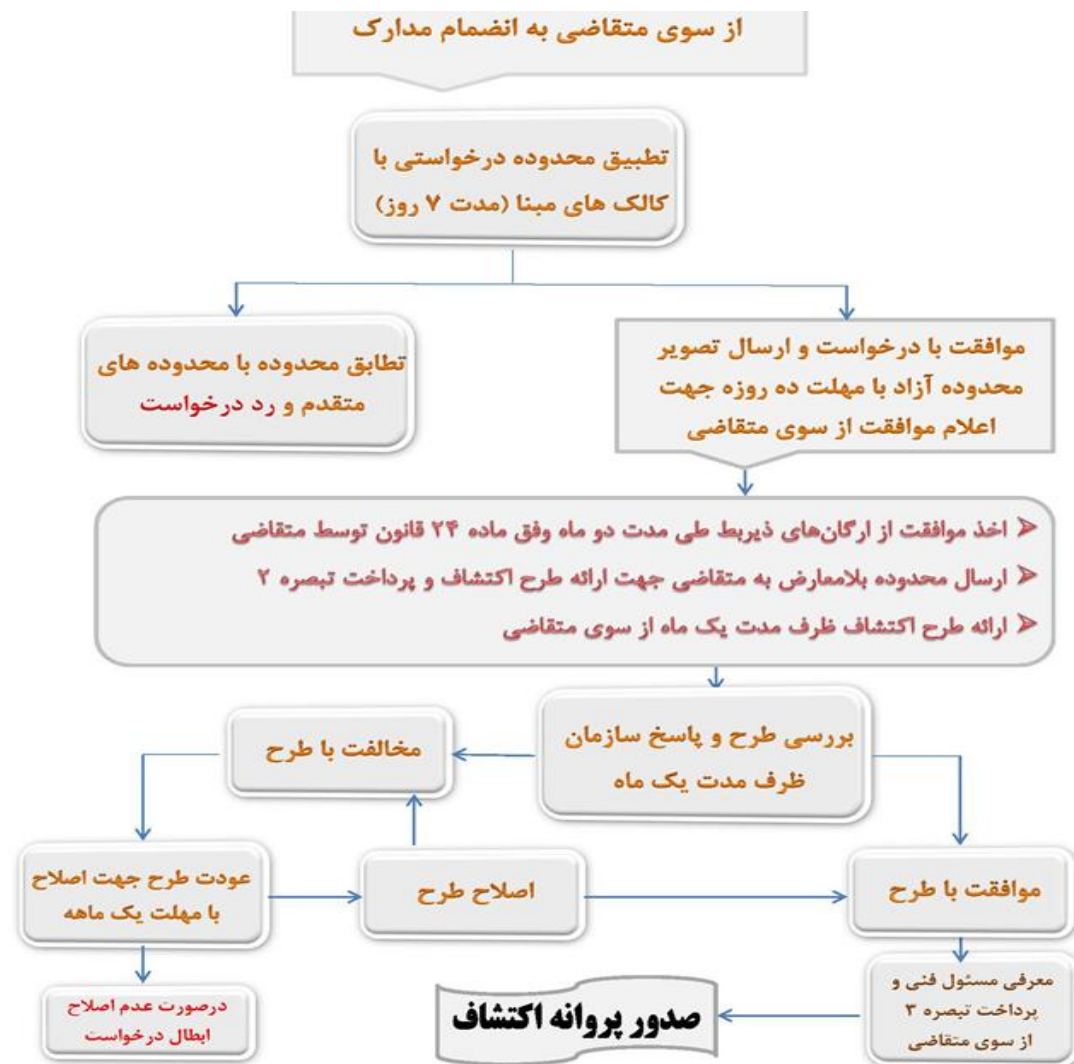 از سوی متقاضی به انضمام مدارک
تطبیق محدوده درخواستی با
کالک های مبنا (مدت ۷ روز)
موافقت با درخواست و ارسال تصویر
محدوده آزاد با مهلت ده روزه جهت
اعلام موافقت از سوی متقاضی
تطابق محدوده با محدوده های
متقدم و رد درخواست
اخذ موافقت از ارگان‌های ذیربط طی مدت دو ماه وفق ماده ۲۴ قانون توسط متقاضی
ارسال محدوده بلامعارض به متقاضی جهت ارائه طرح اکتشاف و پرداخت تبصره ۲
ارائه طرح اکتشاف ظرف مدت یک ماه از سوی متقاضی
بررسی طرح و پاسخ سازمان
ظرف مدت یک ماه
مخالفت با طرح
موافقت با طرح
اصلاح طرح
عودت طرح جهت اصلاح
با مهلت یک ماهه
معرفی مسئول فنی و
پرداخت تبصره ۳
از سوی متقاضی
صدور پروانه اکتشاف
درصورت عدم اصلاح
ابطال درخواست